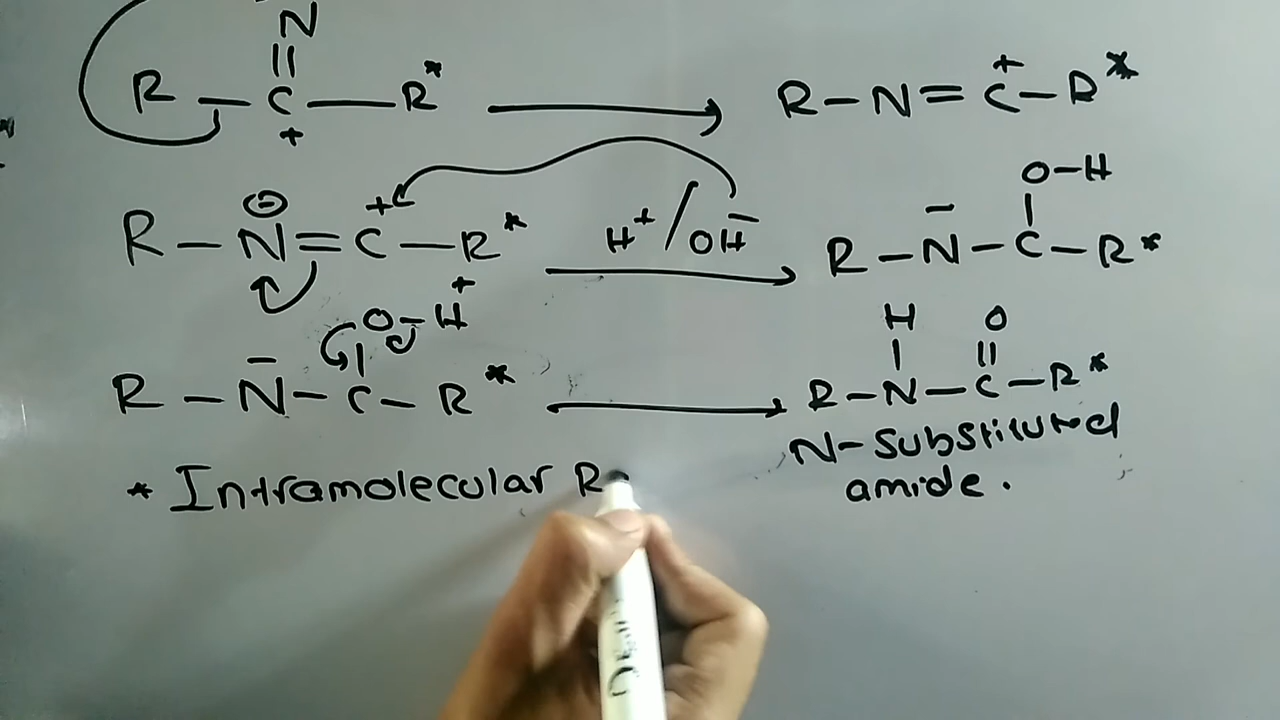 N
||
R — C — R* → R – N = C – R*
+ +
O – H
⊖ + H⁺ / OH⁻ – |
R – N = C – R* → R – N – C – R*
+
O – H H O
– | | ||
R – N – C – R* → R – N – C – R*
N-Substituted
* Intramolecular R
amide.